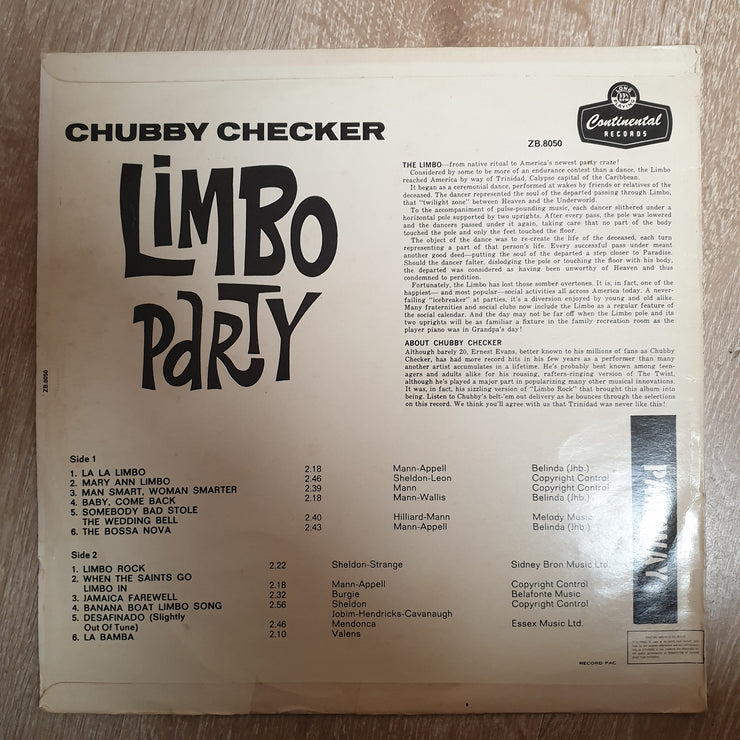 LONG
33⅓
R.P.M.
PLAYING
Continental
RECORDS
ZB.8050
CHUBBY CHECKER
LiMBO
PaRTY
THE LIMBO—from native ritual to America's newest party craze!
Considered by some to be more of an endurance contest than a dance, the Limbo
reached America by way of Trinidad, Calypso capital of the Caribbean.
It began as a ceremonial dance, performed at wakes by friends or relatives of the
deceased. The dancer represented the soul of the departed passing through Limbo,
that "twilight zone" between Heaven and the Underworld.
To the accompaniment of pulse-pounding music, each dancer slithered under a
horizontal pole supported by two uprights. After every pass, the pole was lowered
and the dancers passed under it again, taking care that no part of the body
touched the pole and only the feet touched the floor.
The object of the dance was to re-create the life of the deceased, each turn
representing a part of that person's life. Every successful pass under meant
another good deed—putting the soul of the departed a step closer to Paradise.
Should the dancer falter, dislodging the pole or touching the floor with his body,
the departed was considered as having been unworthy of Heaven and thus
condemned to perdition.
Fortunately, the Limbo has lost those somber overtones. It is, in fact, one of the
happiest— and most popular—social activities all across America today. A never-
failing "icebreaker" at parties, it's a diversion enjoyed by young and old alike.
Many fraternities and social clubs now include the Limbo as a regular feature of
the social calendar. And the day may not be far off when the Limbo pole and its
two uprights will be as familiar a fixture in the family recreation room as the
player piano was in Grandpa's day!
ABOUT CHUBBY CHECKER
Although barely 20, Ernest Evans, better known to his millions of fans as Chubby
Checker, has had more record hits in his few years as a performer than many
another artist accumulates in a lifetime. He's probably best known among teen-
agers and adults alike for his rousing, rafters-ringing version of The Twist,
although he's played a major part in popularizing many other musical innovations.
It was, in fact, his sizzling version of "Limbo Rock" that brought this album into
being. Listen to Chubby's belt-'em out delivery as he bounces through the selections
on this record. We think you'll agree with us that Trinidad was never like this!
ZB.8050
Side 1
1. LA LA LIMBO 2.18 Mann-Appell Belinda (Jhb.)
2. MARY ANN LIMBO 2.46 Sheldon-Leon Copyright Control
3. MAN SMART, WOMAN SMARTER 2.39 Mann Copyright Control
4. BABY, COME BACK 2.18 Mann-Wallis Belinda (Jhb.)
5. SOMEBODY BAD STOLE
THE WEDDING BELL 2.40 Hilliard-Mann Melody Music
6. THE BOSSA NOVA 2.43 Mann-Appell Belinda (Jhb.)
Side 2
1. LIMBO ROCK 2.22 Sheldon-Strange Sidney Bron Music Ltd.
2. WHEN THE SAINTS GO
LIMBO IN 2.18 Mann-Appell Copyright Control
3. JAMAICA FAREWELL 2.32 Burgie Belafonte Music
4. BANANA BOAT LIMBO SONG 2.56 Sheldon Copyright Control
5. DESAFINADO (Slightly Jobim-Hendricks-Cavanaugh
Out Of Tune) 2.46 Mendonca Essex Music Ltd.
6. LA BAMBA 2.10 Valens
RECORD PAC